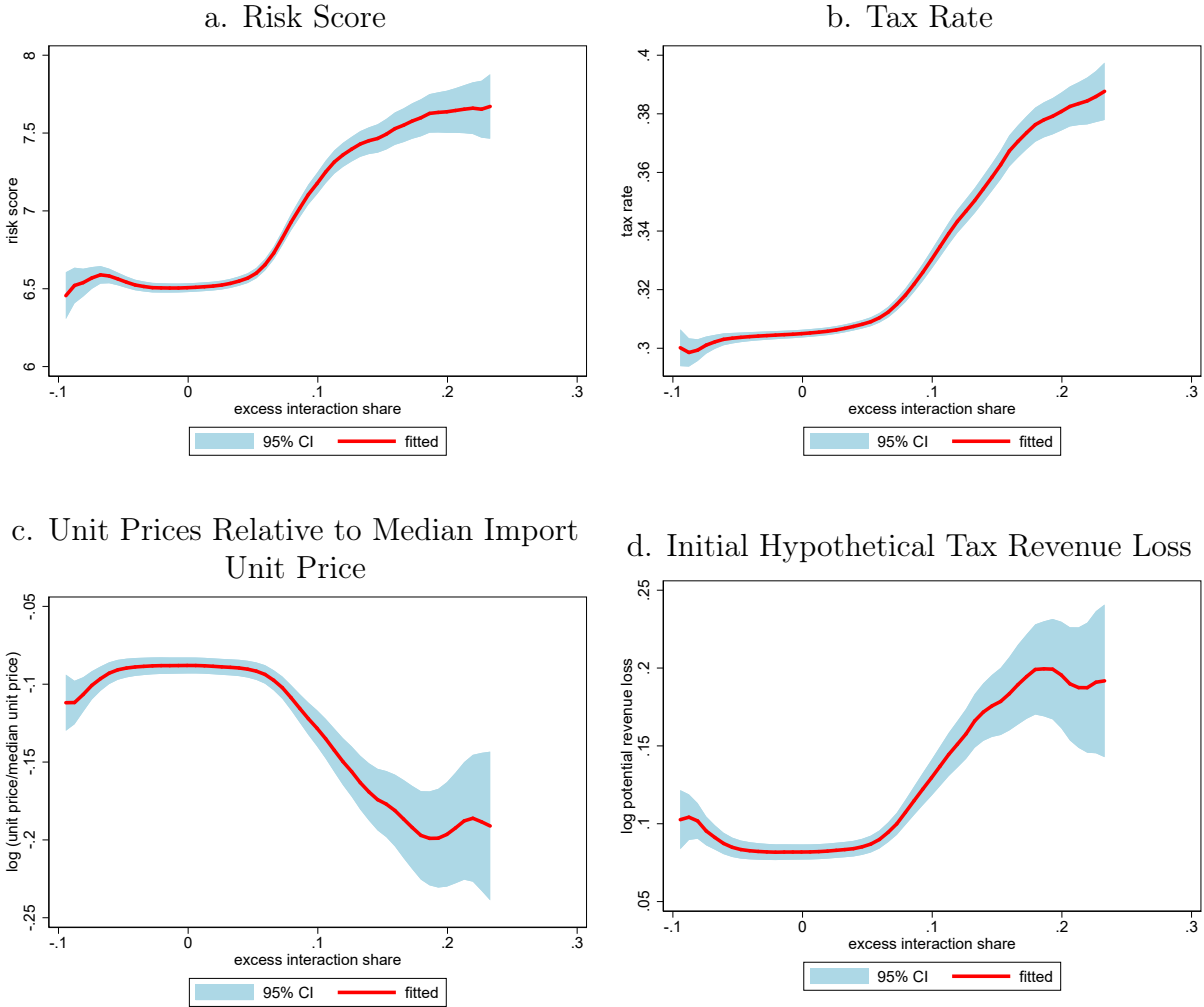 a. Risk Score
risk score
8
7.5
7
6.5
6
-.1 0 .1 .2 .3
excess interaction share
95% CI fitted
b. Tax Rate
tax rate
.4
.38
.36
.34
.32
.3
-.1 0 .1 .2 .3
excess interaction share
95% CI fitted
c. Unit Prices Relative to Median Import
Unit Price
log (unit price/median unit price)
-.05
-.1
-.15
-.2
-.25
-.1 0 .1 .2 .3
excess interaction share
95% CI fitted
d. Initial Hypothetical Tax Revenue Loss
log potential revenue loss
.25
.2
.15
.1
.05
-.1 0 .1 .2 .3
excess interaction share
95% CI fitted